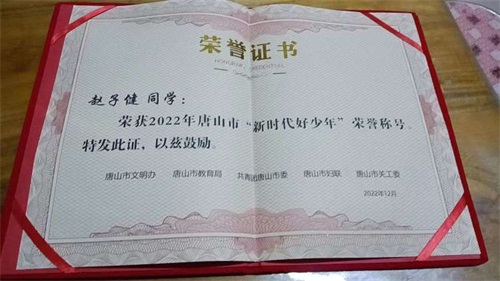 荣誉证书
HONORARY CREDENTIAL
赵子健 同学：
荣获2022年唐山市“新时代好少年”荣誉称号。
特发此证，以兹鼓励。
唐山市文明办 唐山市教育局 共青团唐山市委 唐山市妇联 唐山市关工委
2022年12月